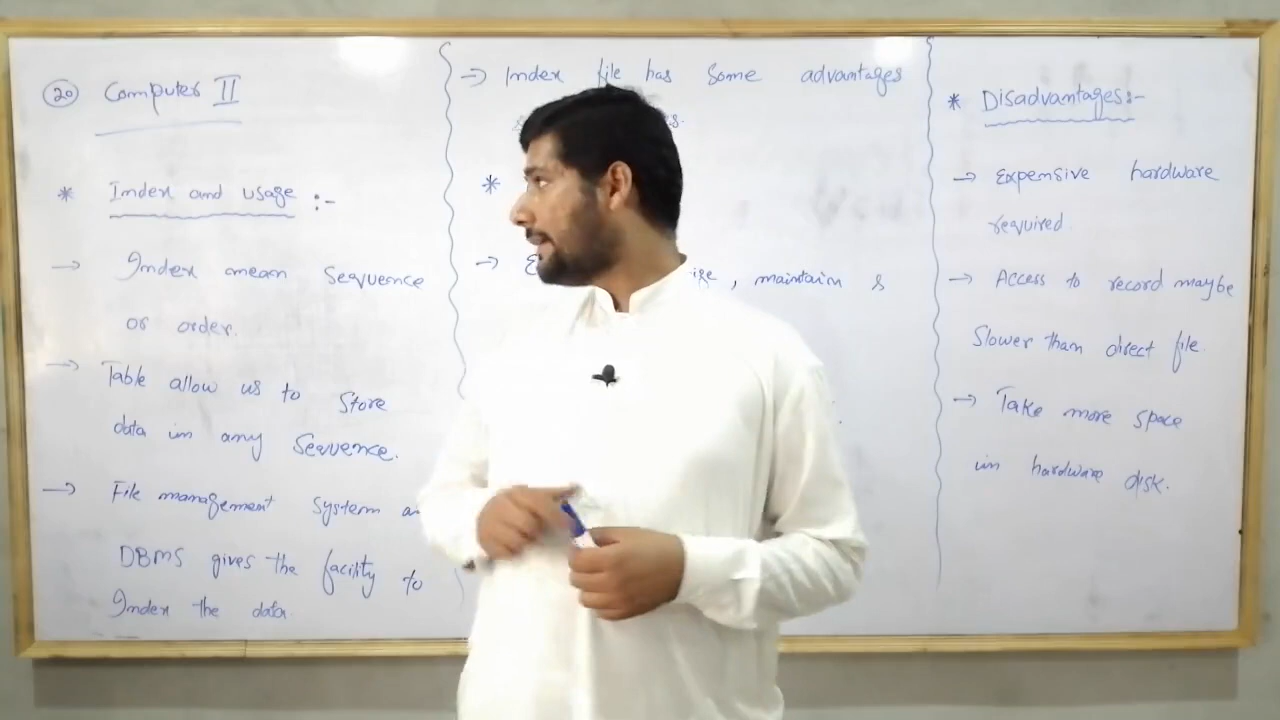 20 Computer II
* Index and usage :-
→ Index mean Sequence
or order.
→ Table allow us to Store
data in any Sequence.
→ File management system
DBMS gives the facility to
Index the data.
→ Index file has Some advantages
*
→ , maintain &
* Disadvantages:-
→ Expensive hardware
required
→ Access to record maybe
Slower than direct file.
→ Take more space
in hardware disk.